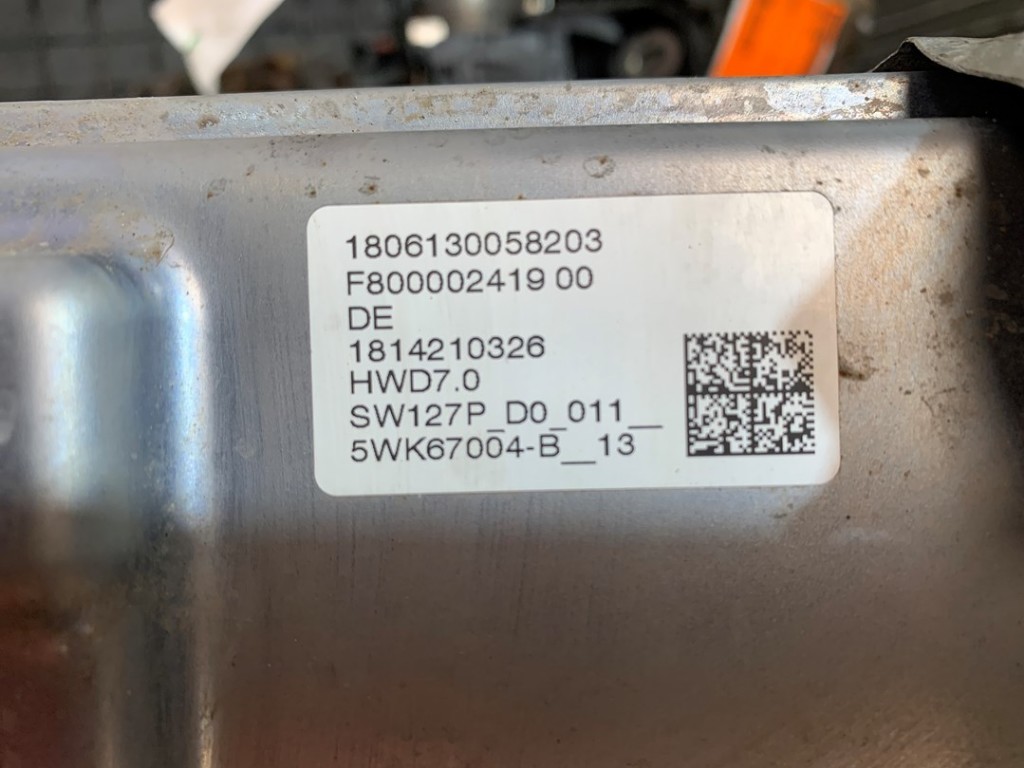 1806130058203
F800002419 00
DE
1814210326
HWD7.0
SW127P_D0_011__
5WK67004-B__13